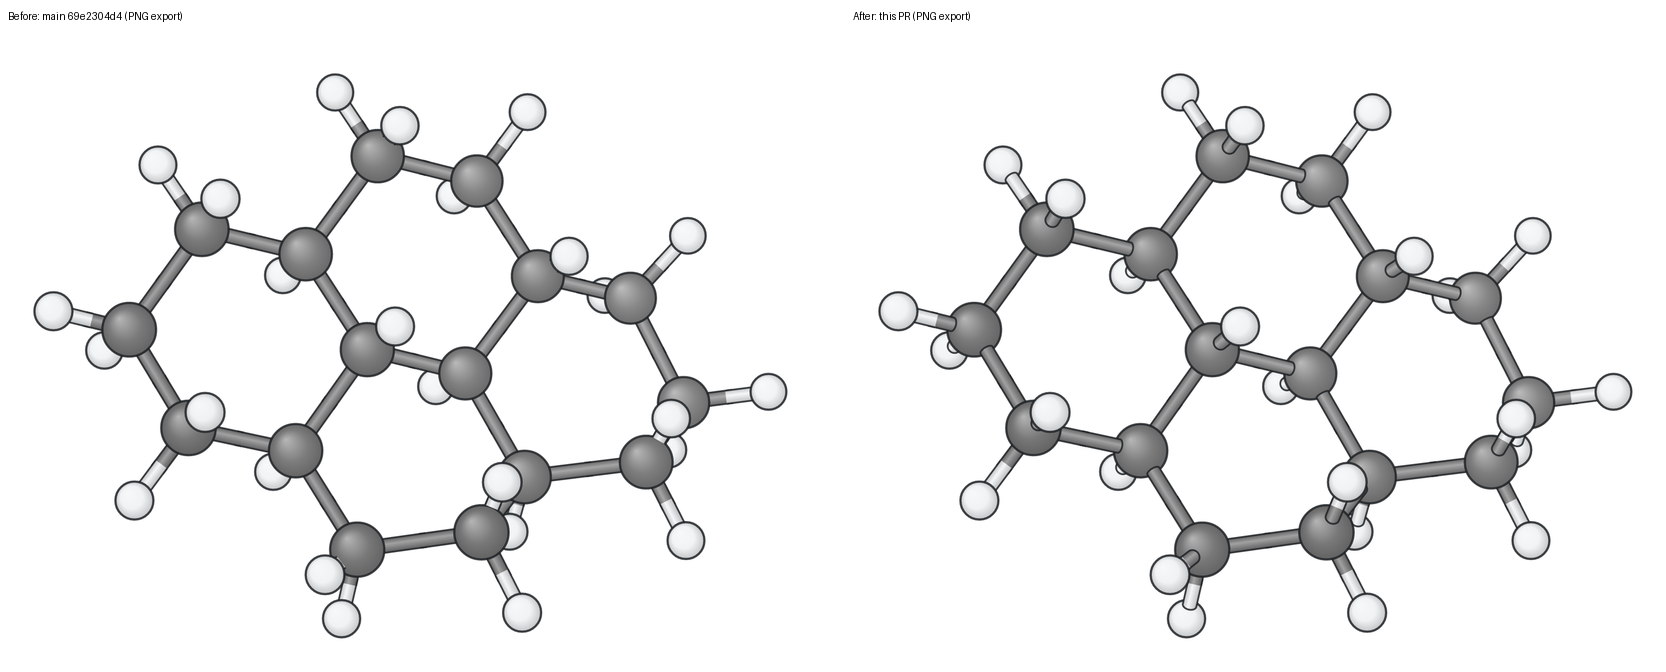 Before: main 69e2304d4 (PNG export)
After: this PR (PNG export)